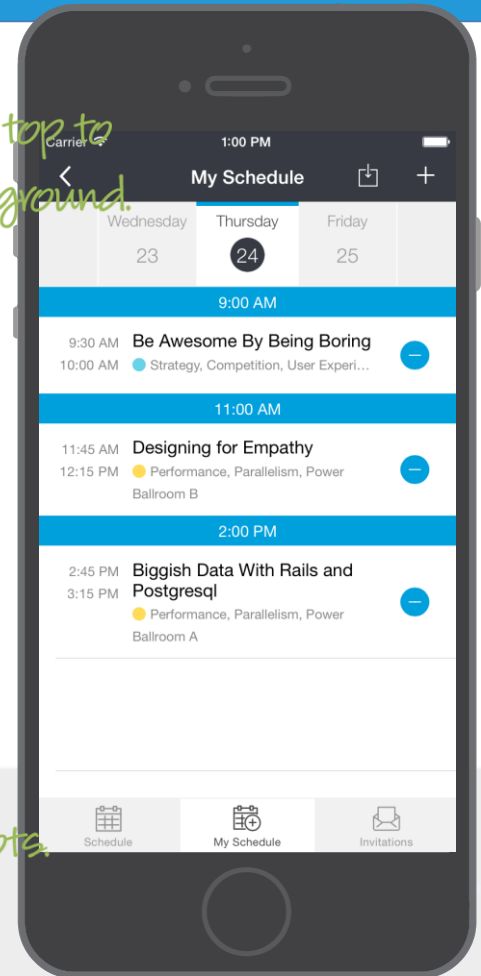 top to
Carrier 1:00 PM
ground.
My Schedule
Wednesday Thursday Friday
23 24 25
9:00 AM
9:30 AM Be Awesome By Being Boring
10:00 AM Strategy, Competition, User Experi...
11:00 AM
11:45 AM Designing for Empathy
12:15 PM Performance, Parallelism, Power
Ballroom B
2:00 PM
2:45 PM Biggish Data With Rails and
3:15 PM Postgresql
Performance, Parallelism, Power
Ballroom A
Schedule My Schedule Invitations